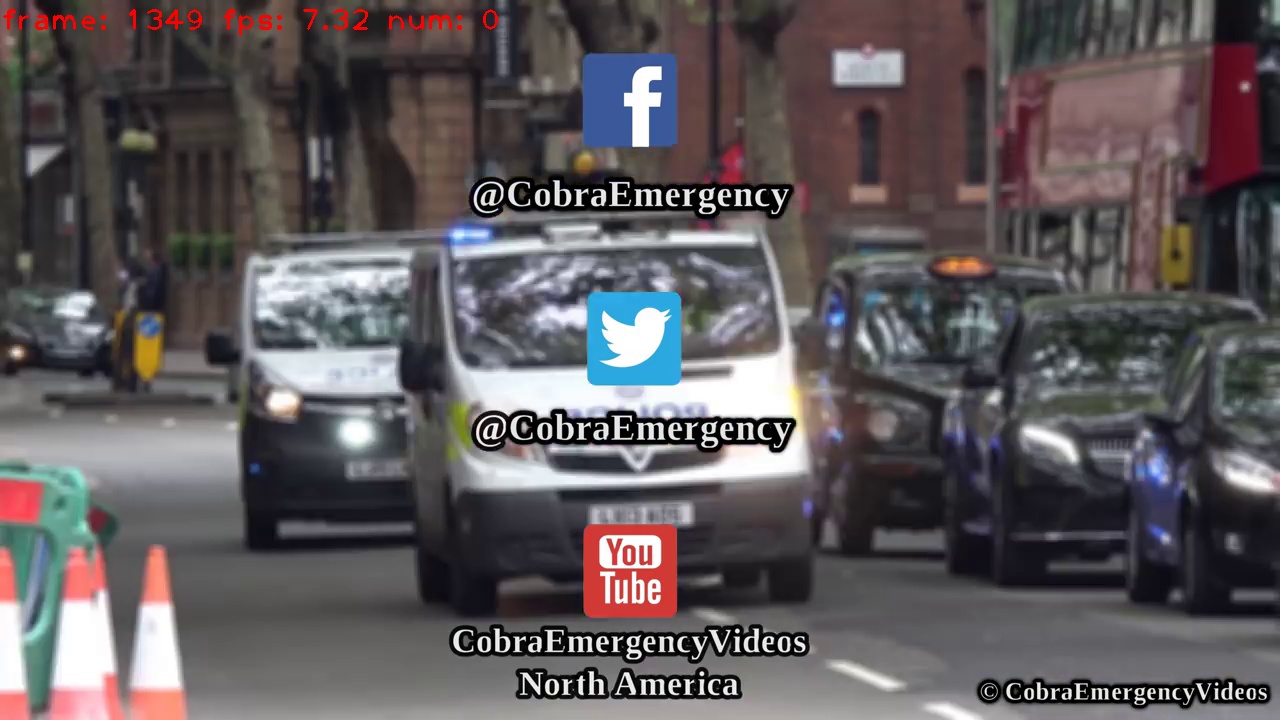 frame: 1349 fps: 7.32 num: 0
@CobraEmergency
@CobraEmergency
You
Tube
CobraEmergencyVideos
North America
© CobraEmergencyVideos